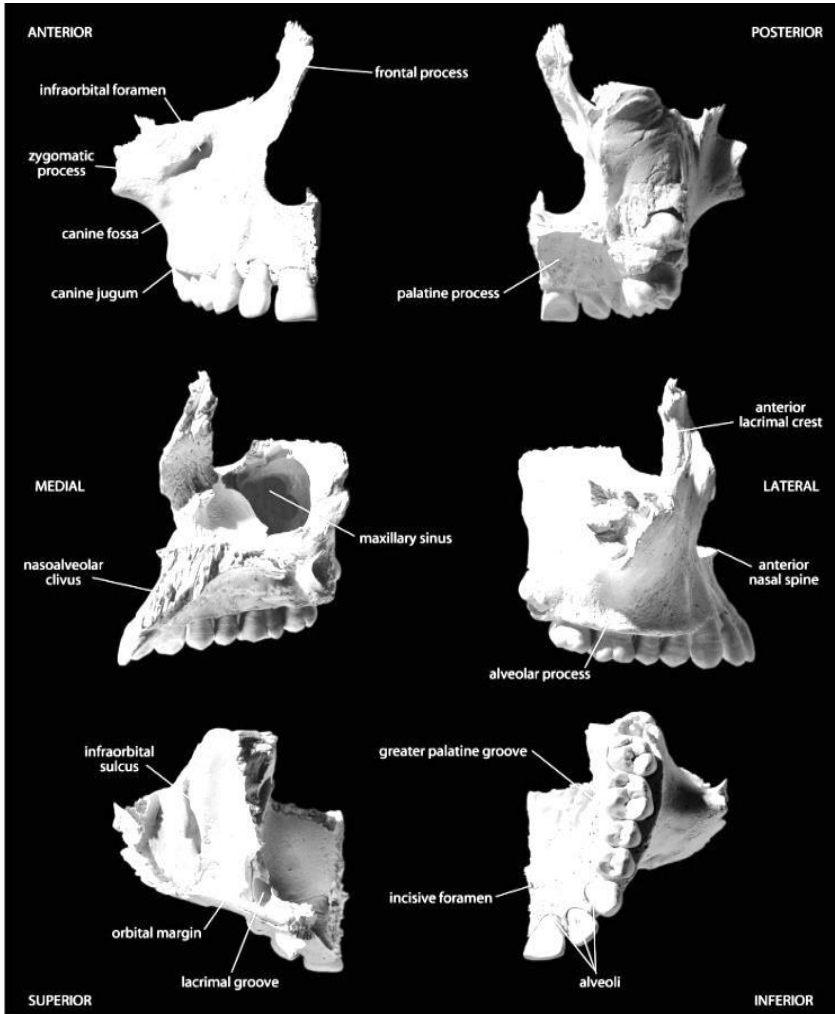 ANTERIOR
POSTERIOR
frontal process
infraorbital foramen
zygomatic
process
canine fossa
canine jugum
palatine process
anterior
lacrimal crest
MEDIAL
LATERAL
maxillary sinus
nasoalveolar
clivus
anterior
nasal spine
alveolar process
infraorbital
sulcus
greater palatine groove
incisive foramen
orbital margin
lacrimal groove
alveoli
SUPERIOR
INFERIOR